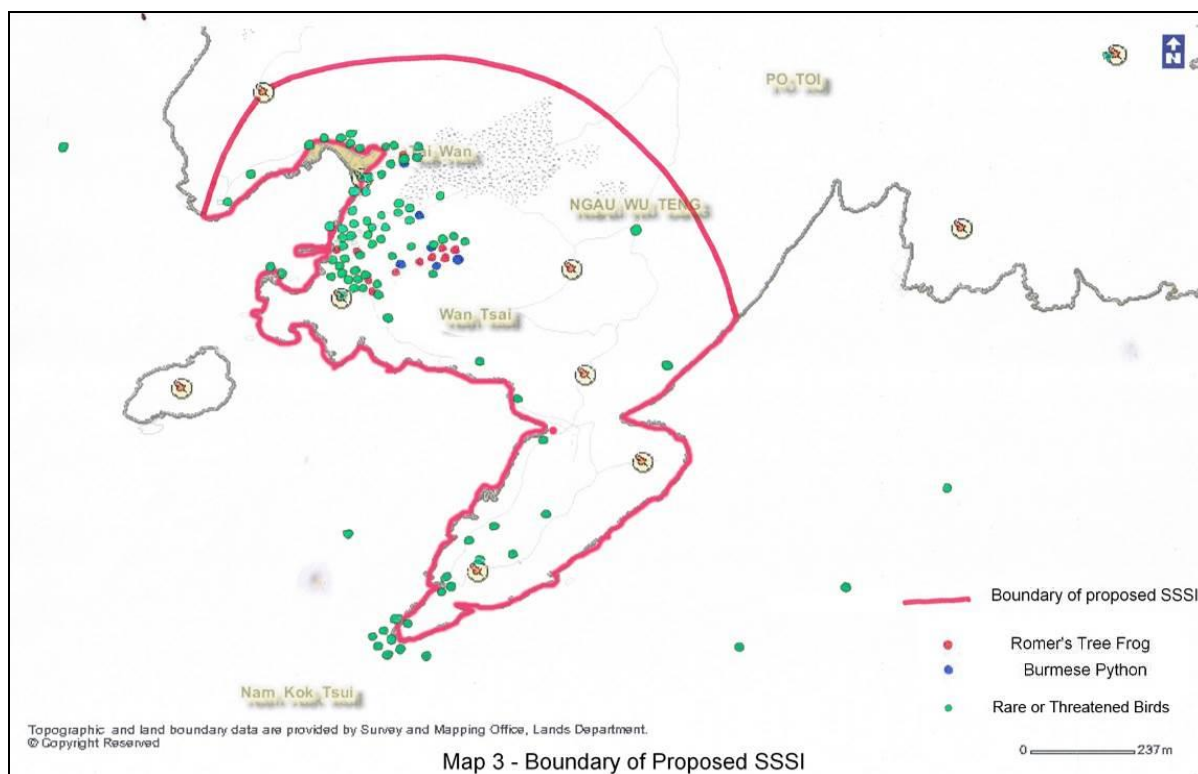 N
PO TOI
Tai Wan
NGAU WU TENG
Wan Tsai
Boundary of proposed SSSI
Romer's Tree Frog
Burmese Python
Rare or Threatened Birds
Nam Kok Tsui
Topographic and land boundary data are provided by Survey and Mapping Office, Lands Department.
© Copyright Reserved
0 237m
Map 3 - Boundary of Proposed SSSI